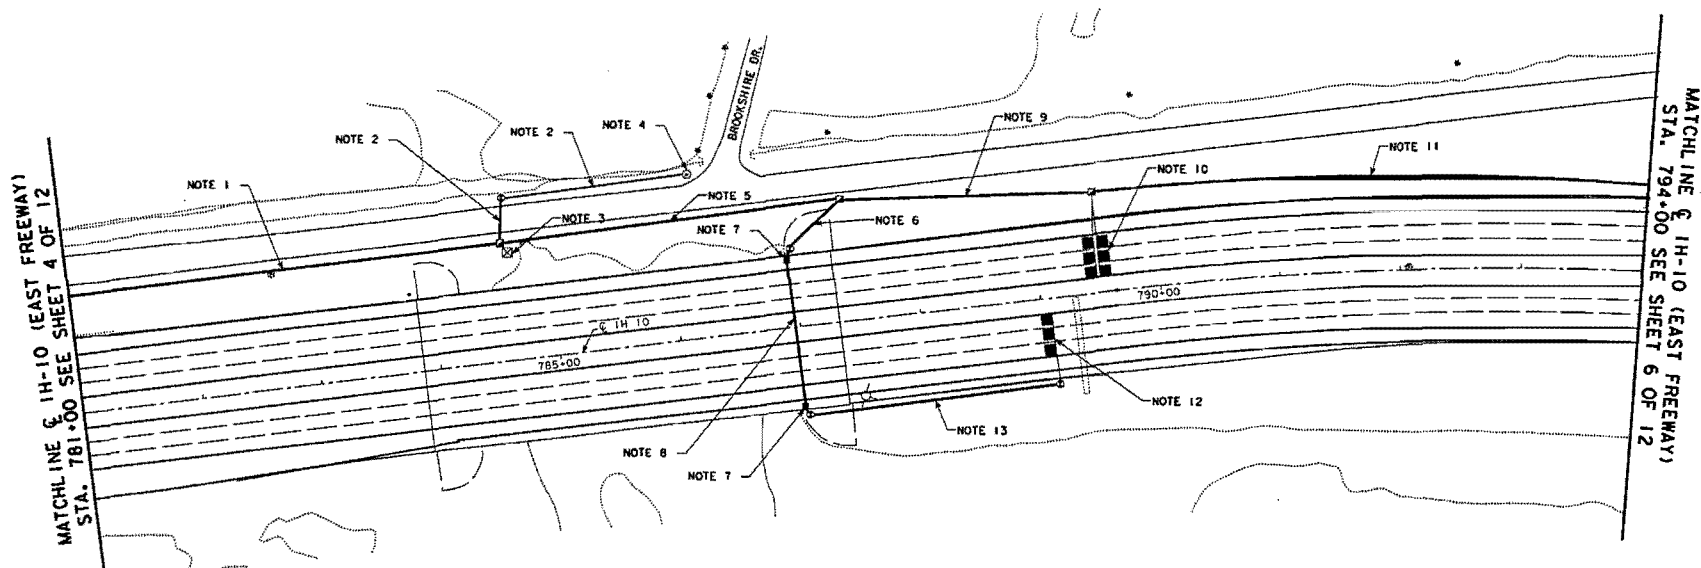 MATCHLINE ℄ IH-10 (EAST FREEWAY)
STA. 781+00 SEE SHEET 4 OF 12
NOTE 1
NOTE 2
NOTE 2
NOTE 4
BROOKSHIRE DR.
NOTE 3
NOTE 5
NOTE 7
NOTE 6
NOTE 9
NOTE 10
NOTE 11
℄ IH 10
785+00
790+00
NOTE 8
NOTE 7
NOTE 13
NOTE 12
MATCHLINE ℄ IH-10 (EAST FREEWAY)
STA. 794+00 SEE SHEET 6 OF 12